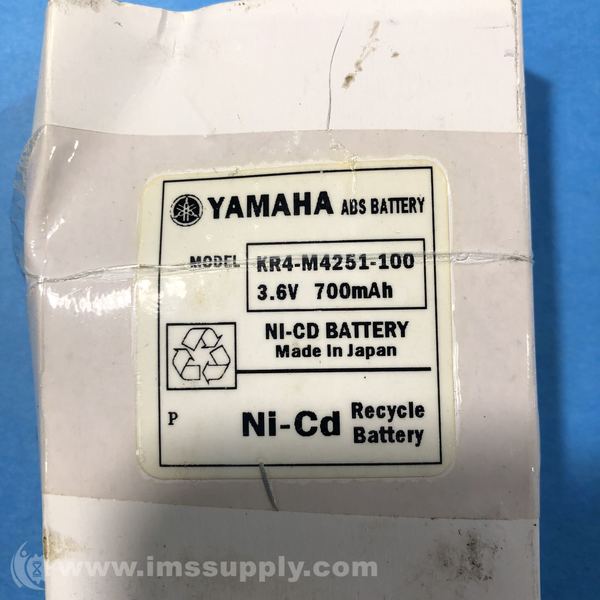 YAMAHA ABS BATTERY
MODEL KR4-M4251-100
3.6V 700mAh
NI-CD BATTERY
Made In Japan
P
Ni-Cd Recycle Battery
www.imssupply.com